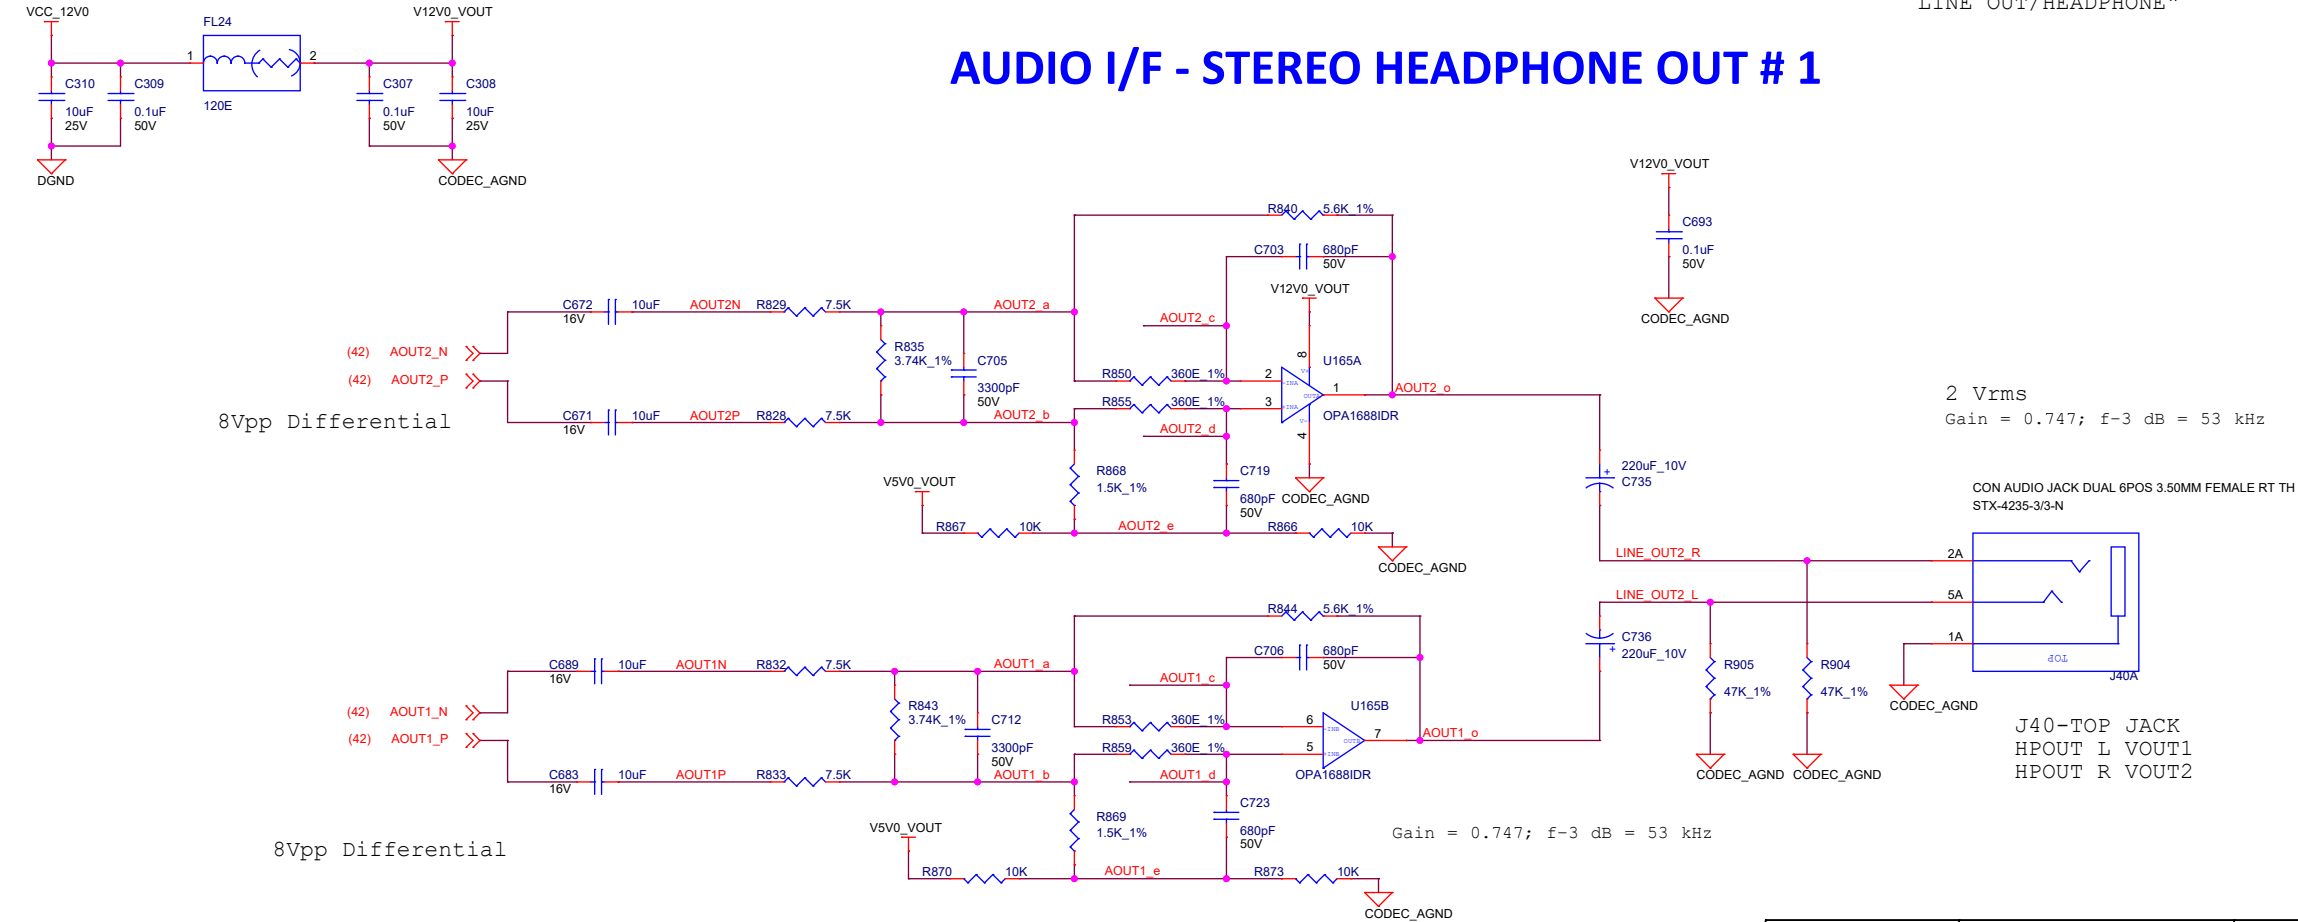 LINE OUT/HEADPHONE"
AUDIO I/F - STEREO HEADPHONE OUT # 1
VCC_12V0
V12V0_VOUT
FL24
1
2
120E
C310
10uF
25V
C309
0.1uF
50V
C307
0.1uF
50V
C308
10uF
25V
DGND
CODEC_AGND
V12V0_VOUT
C693
0.1uF
50V
CODEC_AGND
R840
5.6K_1%
C703
680pF
50V
V12V0_VOUT
C672
10uF
16V
AOUT2N
R829
7.5K
AOUT2_a
AOUT2_c
(42)
AOUT2_N
(42)
AOUT2_P
R835
3.74K_1%
C705
3300pF
50V
8
V+
U165A
R850
360E_1%
2
-INA
OUTA
1
AOUT2_o
R855
360E_1%
3
+INA
V-
4
OPA1688IDR
8Vpp Differential
C671
10uF
16V
AOUT2P
R828
7.5K
AOUT2_b
AOUT2_d
R868
1.5K_1%
C719
680pF
50V
CODEC_AGND
V5V0_VOUT
R867
10K
AOUT2_e
R866
10K
CODEC_AGND
2 Vrms
Gain = 0.747; f-3 dB = 53 kHz
220uF_10V
+
C735
CON AUDIO JACK DUAL 6POS 3.50MM FEMALE RT TH
STX-4235-3/3-N
LINE_OUT2_R
2A
LINE_OUT2_L
5A
1A
TOP
J40A
C736
+
220uF_10V
R905
47K_1%
R904
47K_1%
CODEC_AGND
CODEC_AGND
CODEC_AGND
J40-TOP JACK
HPOUT L VOUT1
HPOUT R VOUT2
R844
5.6K_1%
C706
680pF
50V
C689
10uF
16V
AOUT1N
R832
7.5K
AOUT1_a
AOUT1_c
(42)
AOUT1_N
(42)
AOUT1_P
R843
3.74K_1%
C712
3300pF
50V
U165B
R853
360E_1%
6
-INB
OUTB
7
AOUT1_o
R859
360E_1%
5
+INB
OPA1688IDR
C683
10uF
16V
AOUT1P
R833
7.5K
AOUT1_b
AOUT1_d
R869
1.5K_1%
C723
680pF
50V
Gain = 0.747; f-3 dB = 53 kHz
8Vpp Differential
V5V0_VOUT
R870
10K
AOUT1_e
R873
10K
CODEC_AGND